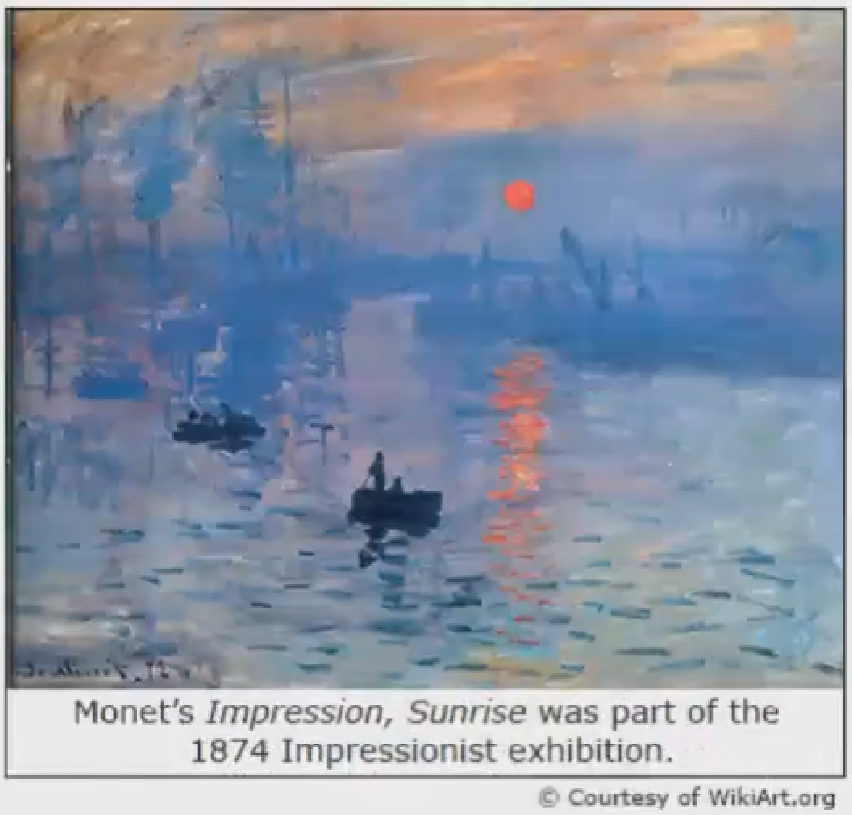 Monet's Impression, Sunrise was part of the
1874 Impressionist exhibition.
© Courtesy of WikiArt.org